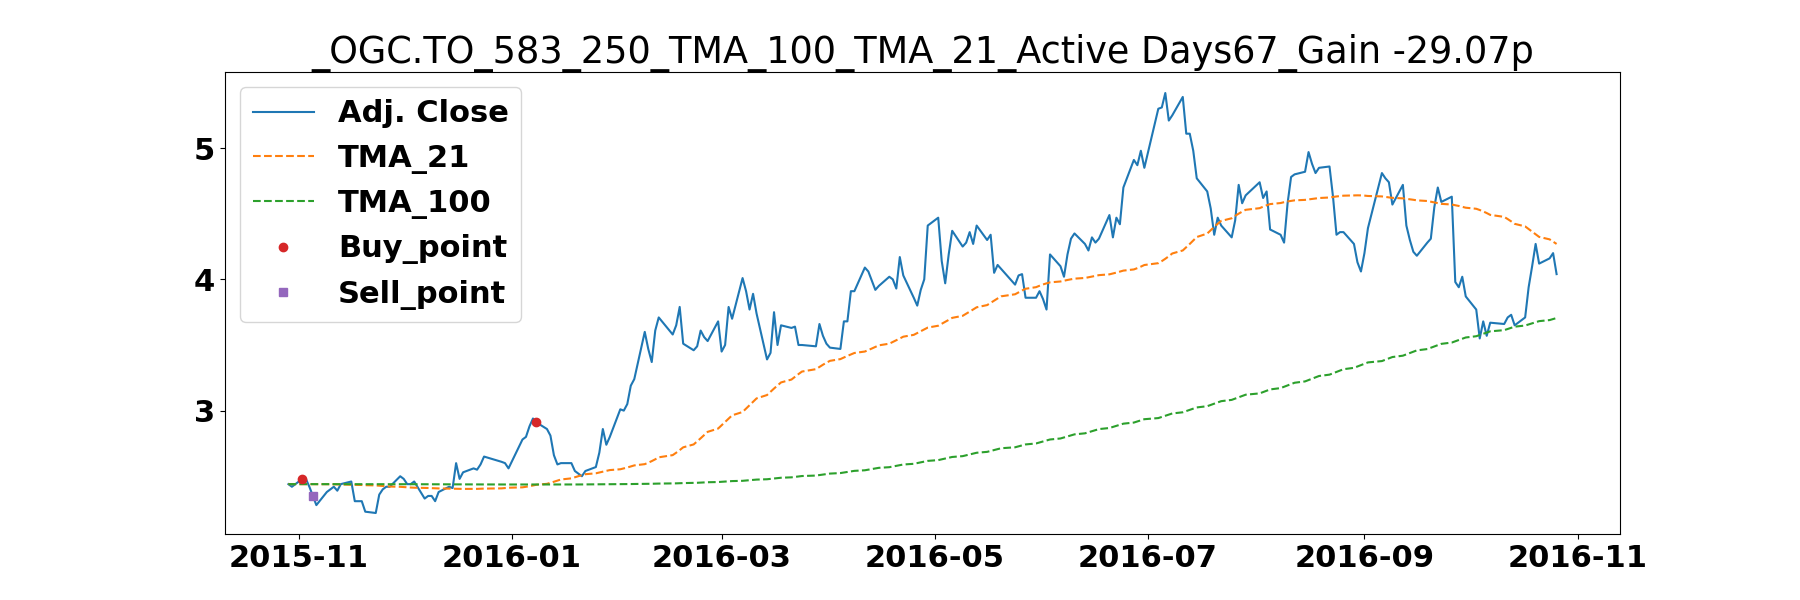 _OGC.TO_583_250_TMA_100_TMA_21_Active Days67_Gain -29.07p
Adj. Close
TMA_21
TMA_100
Buy_point
Sell_point
5
4
3
2015-11 2016-01 2016-03 2016-05 2016-07 2016-09 2016-11